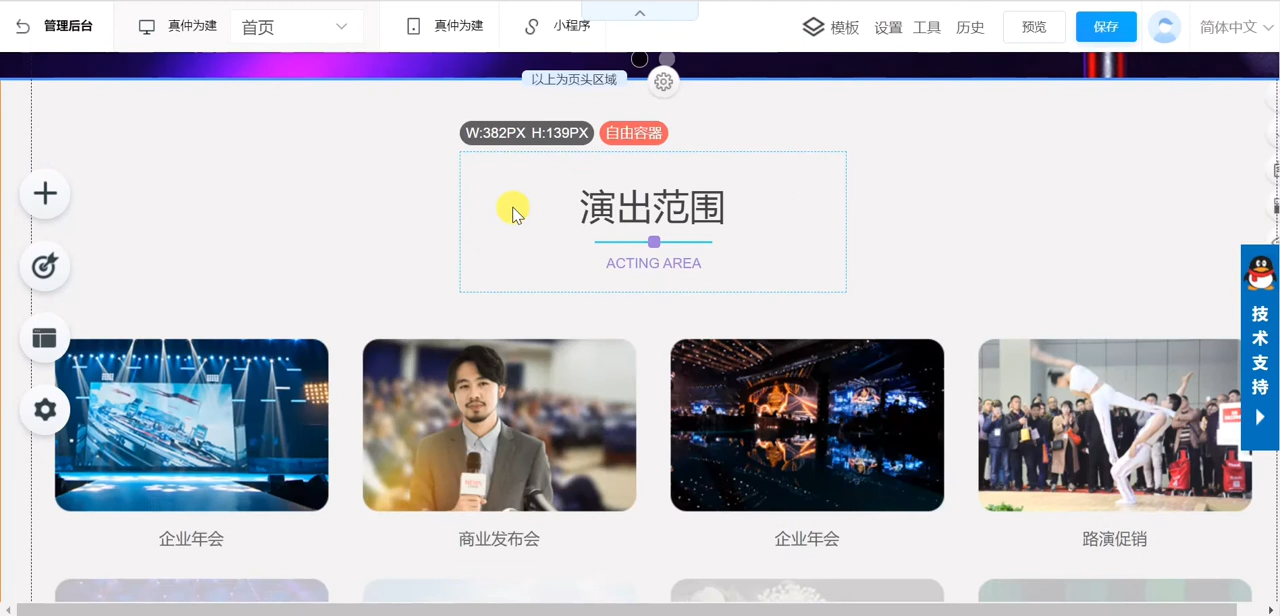 管理后台
真仲为建
首页
真仲为建
小程序
模板
设置
工具
历史
预览
保存
简体中文
以上为页头区域
W:382PX H:139PX
自由容器
演出范围
ACTING AREA
技术支持
企业年会
商业发布会
企业年会
路演促销